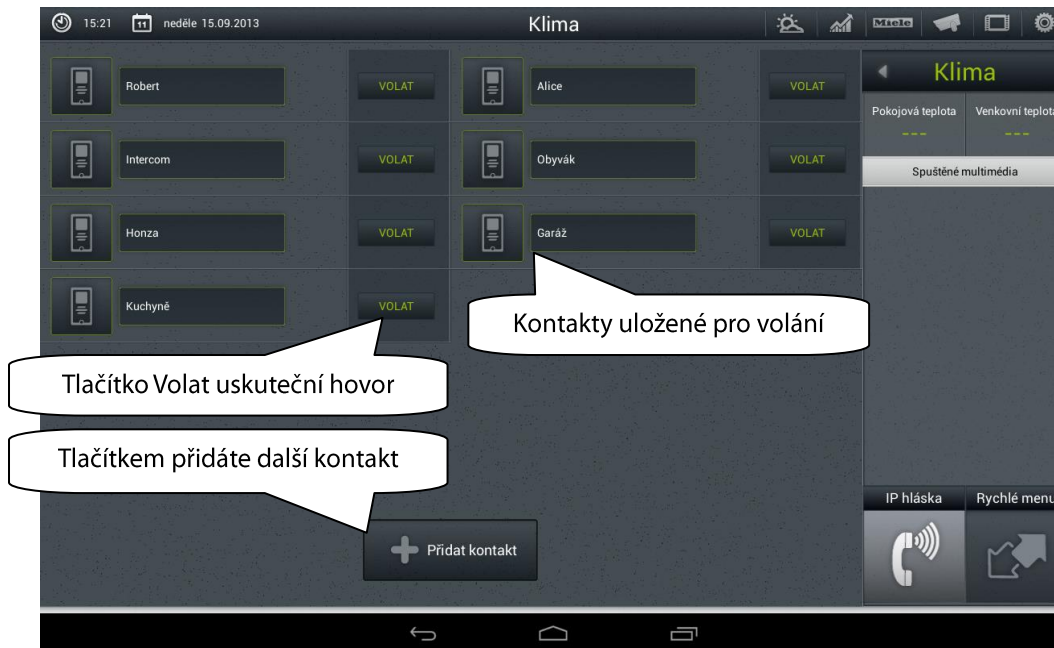 15:21 11 neděle 15.09.2013 Klima Miele
Robert VOLAT Alice VOLAT
Klima
Pokojová teplota Venkovní teplota
--- ---
Intercom VOLAT Obyvák VOLAT
Spuštěné multimédia
Honza VOLAT Garáž VOLAT
Kuchyně VOLAT
Kontakty uložené pro volání
Tlačítko Volat uskuteční hovor
Tlačítkem přidáte další kontakt
IP hláska Rychlé menu
Přidat kontakt